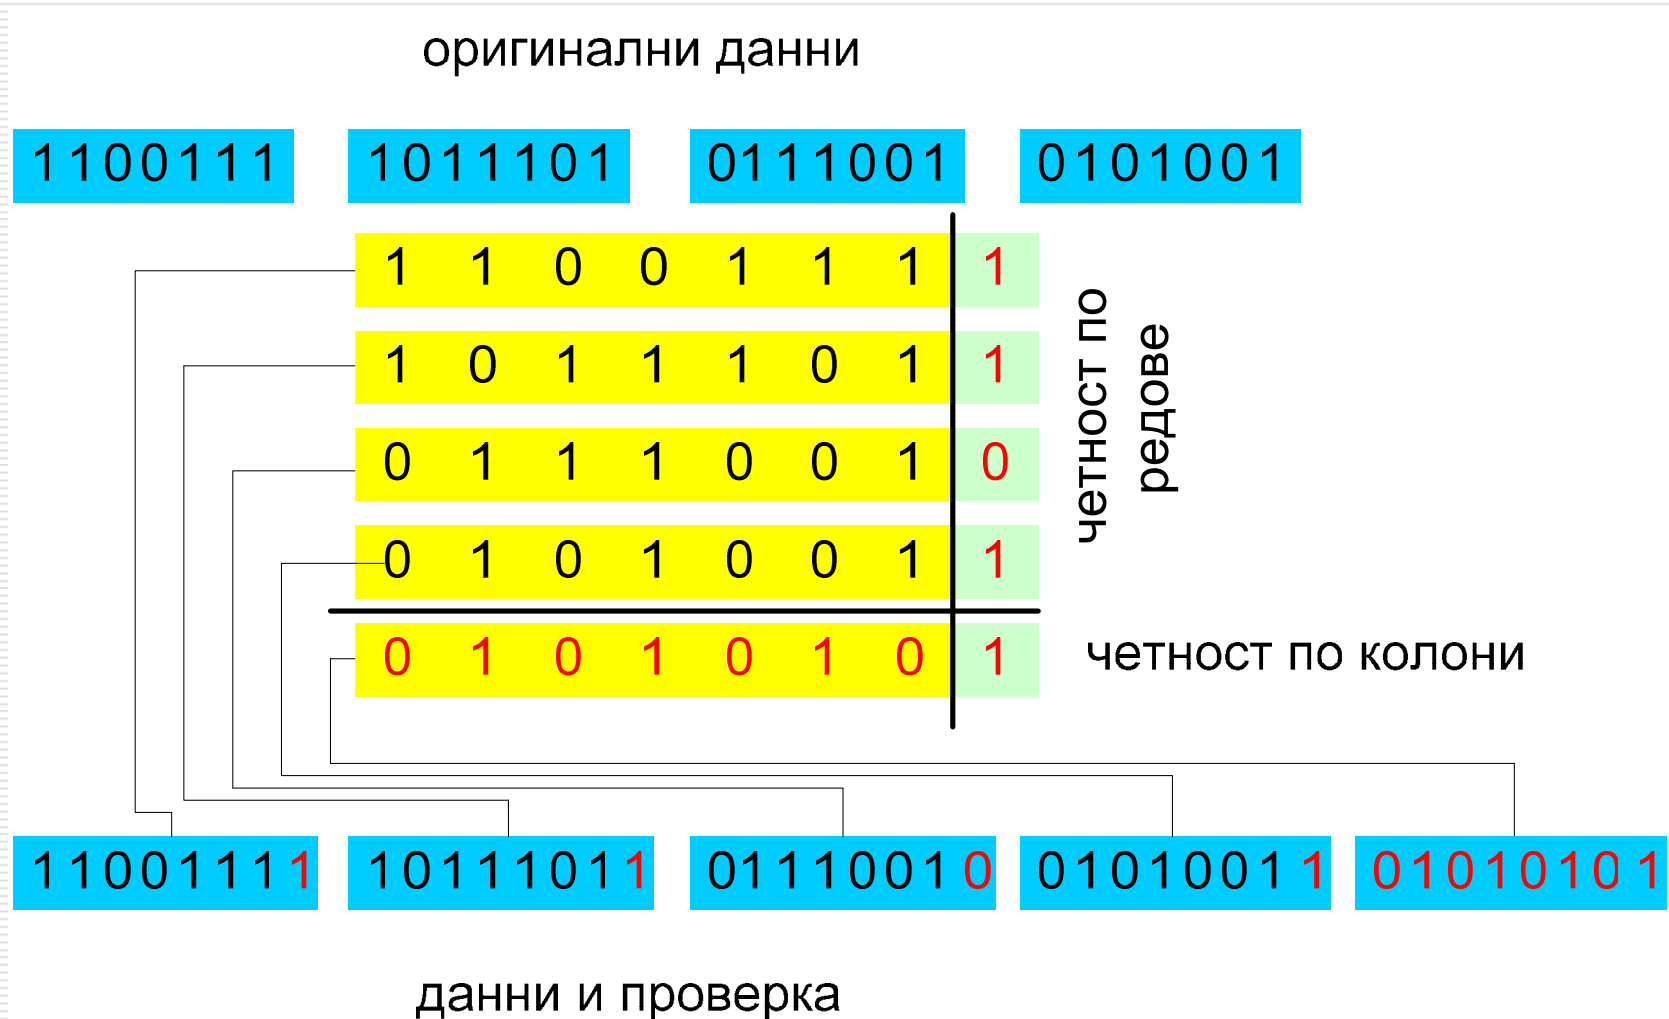 оригинални данни
1100111 1011101 0111001 0101001
1 1 0 0 1 1 1 1
1 0 1 1 1 0 1 1
0 1 1 1 0 0 1 0
0 1 0 1 0 0 1 1
0 1 0 1 0 1 0 1
четност по
редове
четност по колони
11001111 10111011 01110010 01010011 01010101
данни и проверка